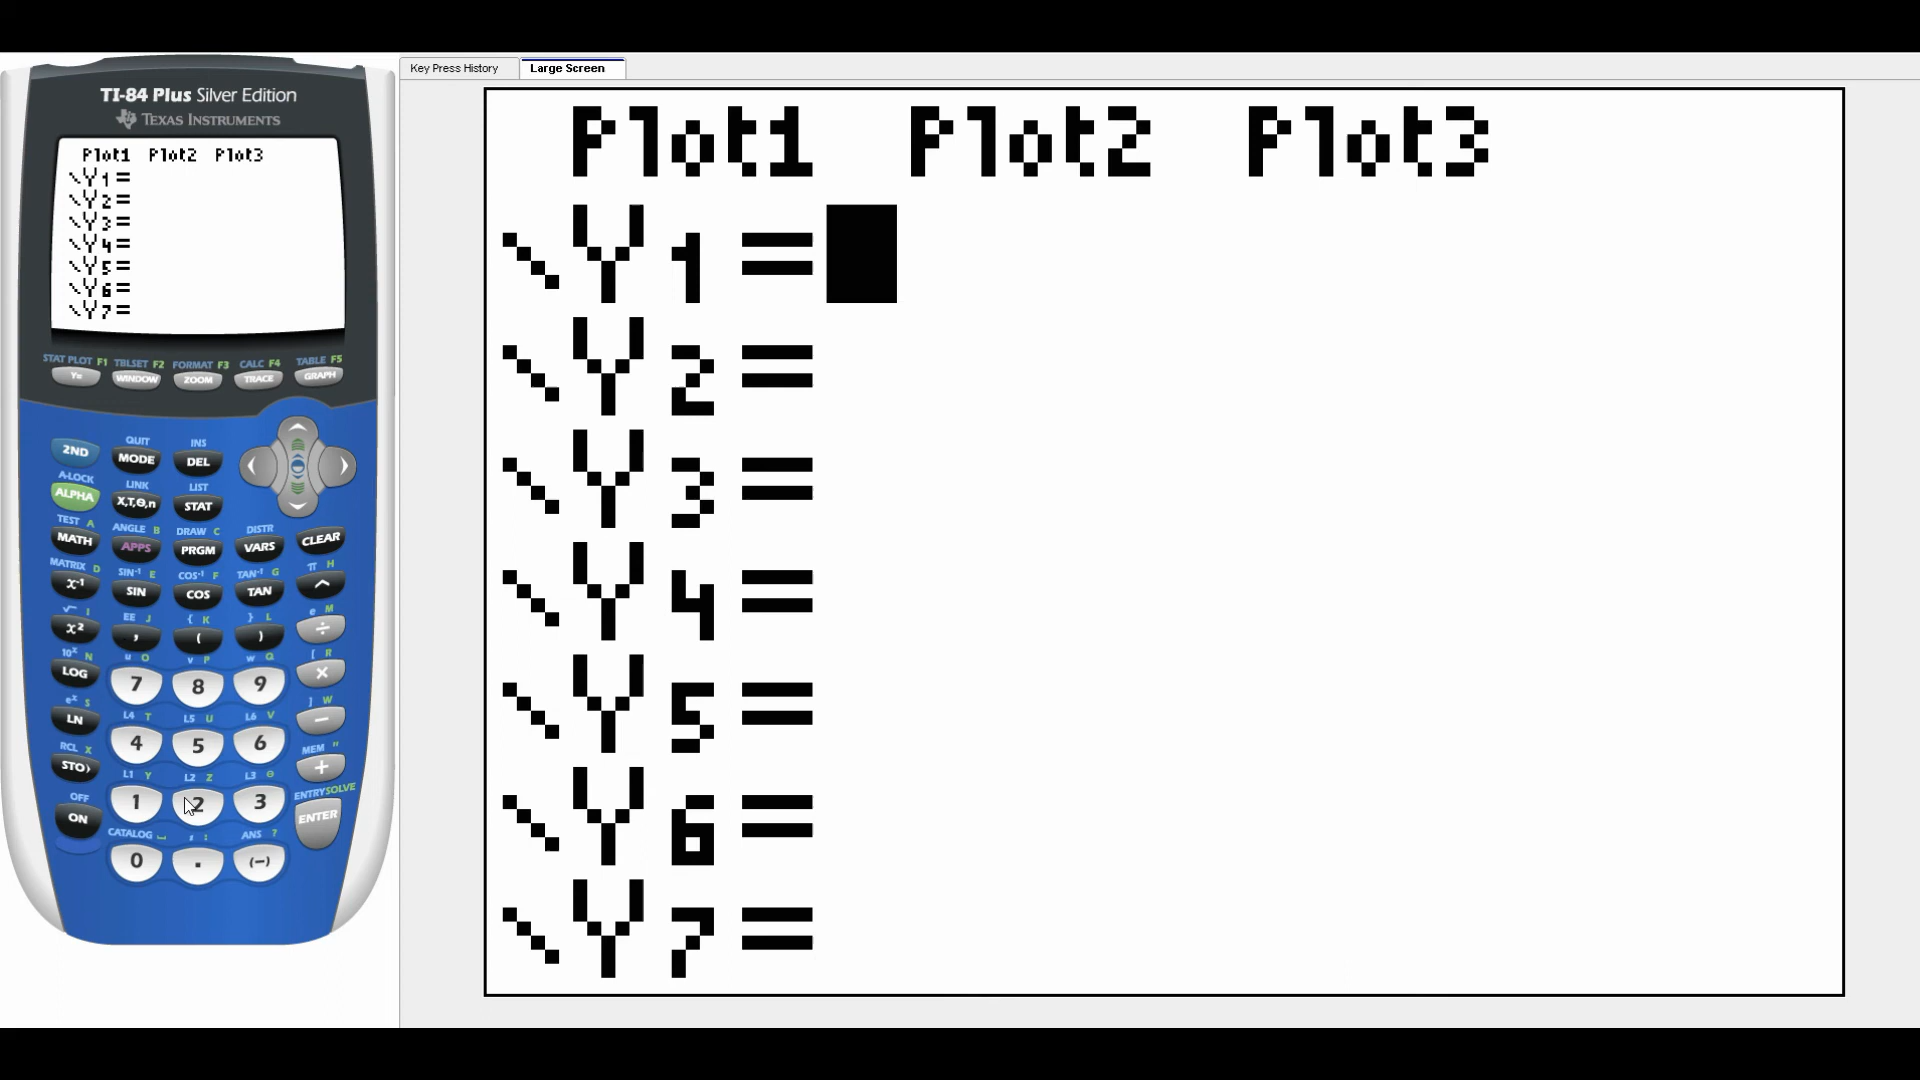 Key Press History Large Screen
TI-84 Plus Silver Edition
TEXAS INSTRUMENTS
Plot1 Plot2 Plot3
\Y1=
\Y2=
\Y3=
\Y4=
\Y5=
\Y6=
\Y7=
STAT PLOT F1 TBLSET F2 FORMAT F3 CALC F4 TABLE F5
Y= WINDOW ZOOM TRACE GRAPH
QUIT INS
2ND MODE DEL
A-LOCK LINK LIST
ALPHA X,T,Θ,n STAT
TEST A ANGLE B DRAW C DISTR
MATH APPS PRGM VARS CLEAR
MATRIX D SIN⁻¹ E COS⁻¹ F TAN⁻¹ G π H
x⁻¹ SIN COS TAN ^
√ I EE J { K } L e M
x² , ( ) ÷
10ˣ N u O v P w Q [ R
LOG 7 8 9 ×
eˣ S L4 T L5 U L6 V ] W
LN 4 5 6 −
RCL X L1 Y L2 Z L3 Θ MEM "
STO› 1 2 3 +
OFF CATALOG ⎵ i : ANS ? ENTRY SOLVE
ON 0 . (−) ENTER
Plot1 Plot2 Plot3
\Y1=
\Y2=
\Y3=
\Y4=
\Y5=
\Y6=
\Y7=